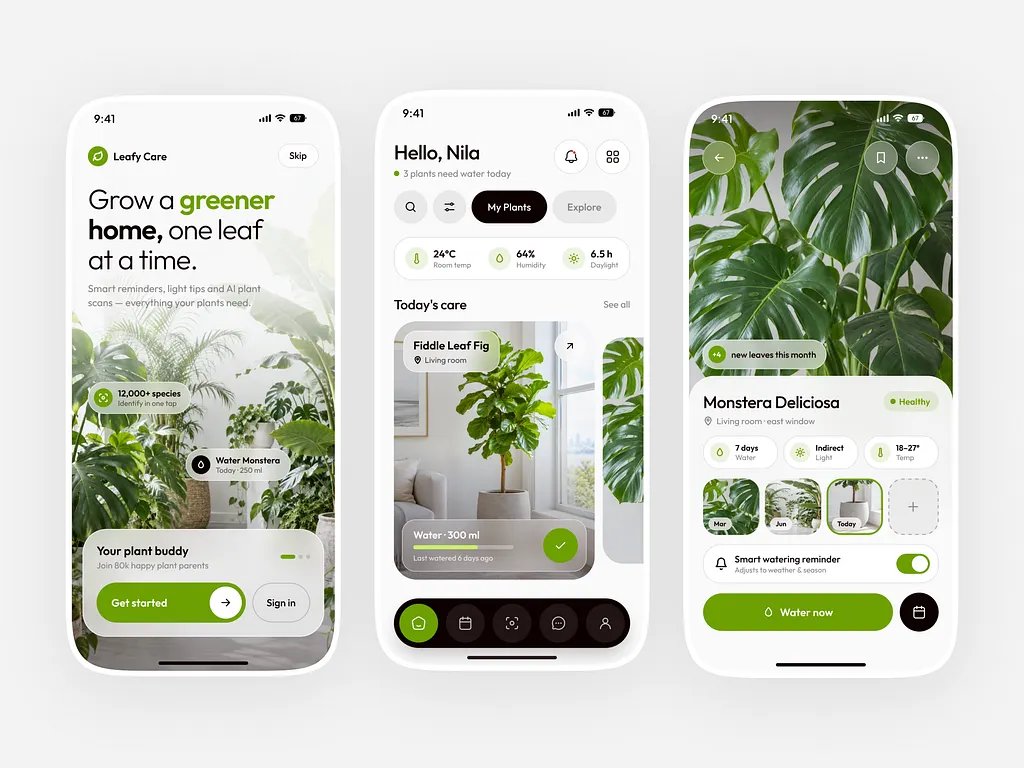 9:41
67
Leafy Care
Skip
Grow a greener
home, one leaf
at a time.
Smart reminders, light tips and AI plant
scans — everything your plants need.
12,000+ species
Identify in one tap
Water Monstera
Today · 250 ml
Your plant buddy
Join 80k happy plant parents
Get started
Sign in
9:41
67
Hello, Nila
3 plants need water today
My Plants
Explore
24°C
Room temp
64%
Humidity
6.5 h
Daylight
Today's care
See all
Fiddle Leaf Fig
Living room
Water · 300 ml
Last watered 6 days ago
9:41
67
+4
new leaves this month
Monstera Deliciosa
Healthy
Living room · east window
7 days
Water
Indirect
Light
18–27°
Temp
Mar
Jun
Today
Smart watering reminder
Adjusts to weather & season
Water now